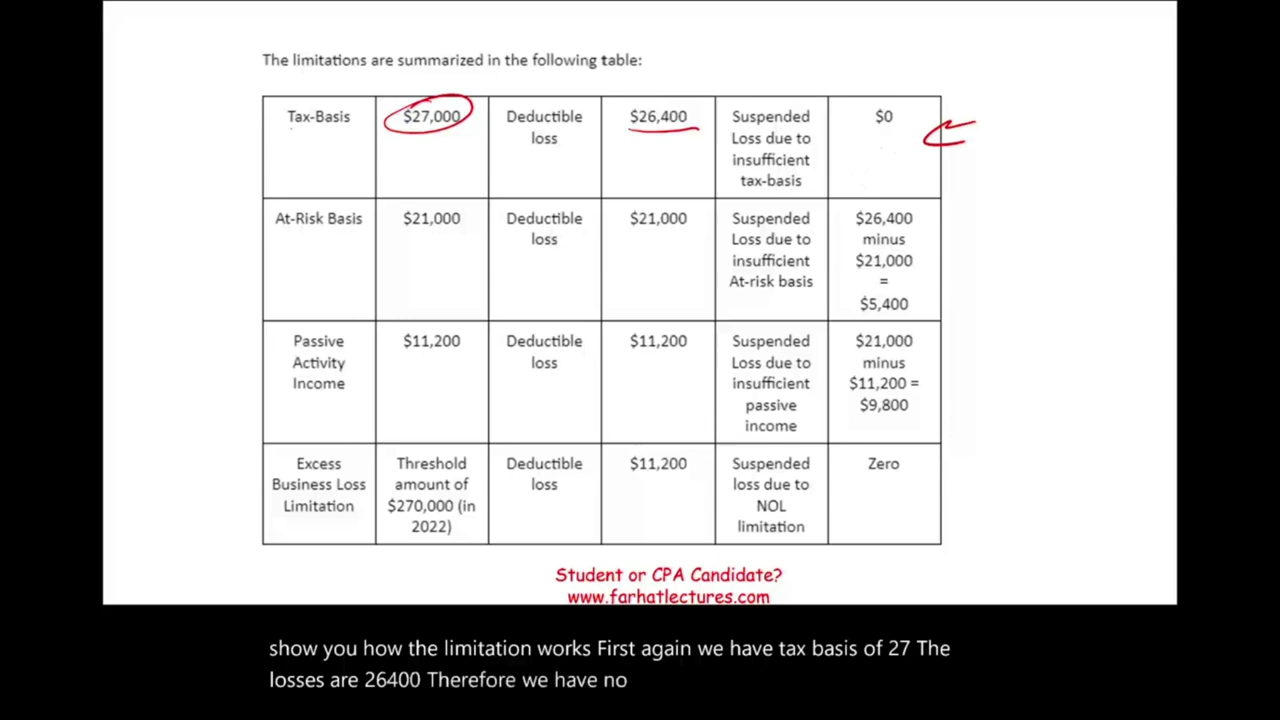 The limitations are summarized in the following table:
Tax-Basis
$27,000
Deductible
loss
$26,400
Suspended
Loss due to
insufficient
tax-basis
$0
At-Risk Basis
$21,000
Deductible
loss
$21,000
Suspended
Loss due to
insufficient
At-risk basis
$26,400
minus
$21,000
=
$5,400
Passive
Activity
Income
$11,200
Deductible
loss
$11,200
Suspended
Loss due to
insufficient
passive
income
$21,000
minus
$11,200 =
$9,800
Excess
Business Loss
Limitation
Threshold
amount of
$270,000 (in
2022)
Deductible
loss
$11,200
Suspended
loss due to
NOL
limitation
Zero
Student or CPA Candidate?
www.farhatlectures.com
show you how the limitation works First again we have tax basis of 27 The
losses are 26400 Therefore we have no